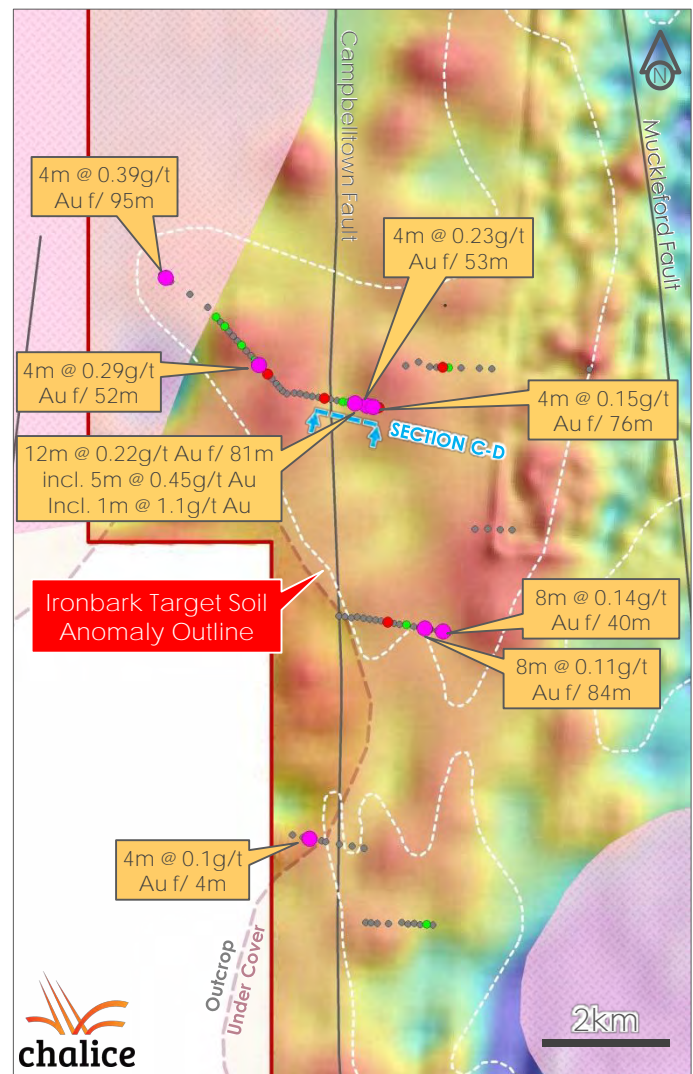 Campbelltown Fault
N
Muckleford Fault
4m @ 0.39g/t
Au f/ 95m
4m @ 0.23g/t
Au f/ 53m
4m @ 0.29g/t
Au f/ 52m
4m @ 0.15g/t
Au f/ 76m
SECTION C-D
12m @ 0.22g/t Au f/ 81m
incl. 5m @ 0.45g/t Au
Incl. 1m @ 1.1g/t Au
Ironbark Target Soil
Anomaly Outline
8m @ 0.14g/t
Au f/ 40m
8m @ 0.11g/t
Au f/ 84m
4m @ 0.1g/t
Au f/ 4m
Outcrop
Under Cover
chalice
2km